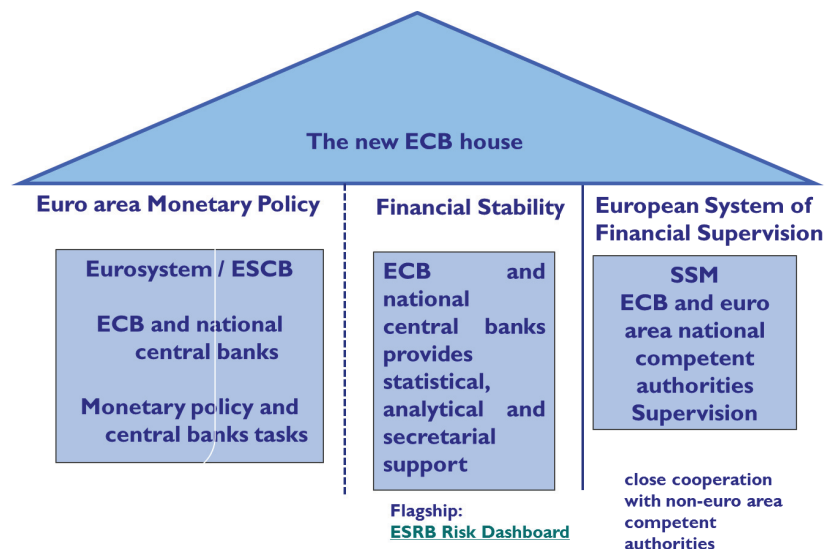 The new ECB house
Euro area Monetary Policy
Eurosystem / ESCB
ECB and national
central banks
Monetary policy and
central banks tasks
Financial Stability
ECB and
national
central banks
provides
statistical,
analytical and
secretarial
support
Flagship:
ESRB Risk Dashboard
European System of
Financial Supervision
SSM
ECB and euro
area national
competent
authorities
Supervision
close cooperation
with non-euro area
competent
authorities